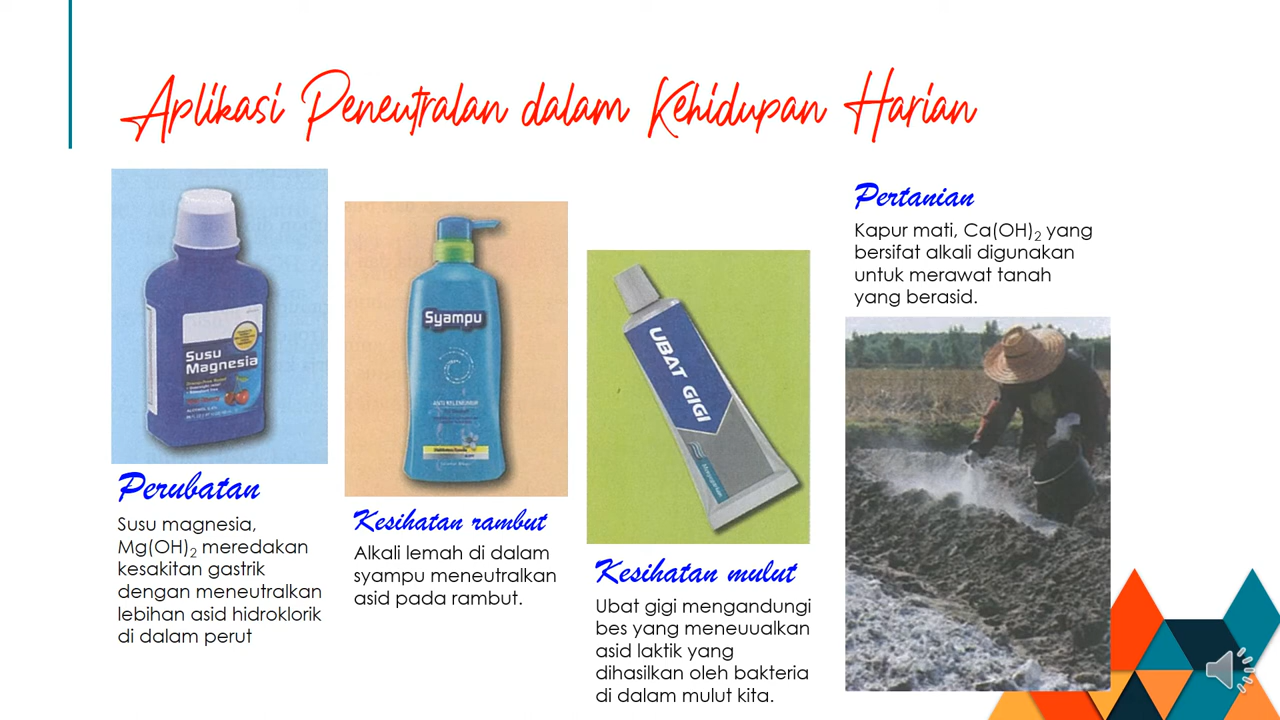 Aplikasi Peneutralan dalam Kehidupan Harian
Susu
Magnesia
Perubatan
Susu magnesia,
Mg(OH)₂ meredakan
kesakitan gastrik
dengan meneutralkan
lebihan asid hidroklorik
di dalam perut
Syampu
Kesihatan rambut
Alkali lemah di dalam
syampu meneutralkan
asid pada rambut.
UBAT GIGI
Kesihatan mulut
Ubat gigi mengandungi
bes yang meneuualkan
asid laktik yang
dihasilkan oleh bakteria
di dalam mulut kita.
Pertanian
Kapur mati, Ca(OH)₂ yang
bersifat alkali digunakan
untuk merawat tanah
yang berasid.